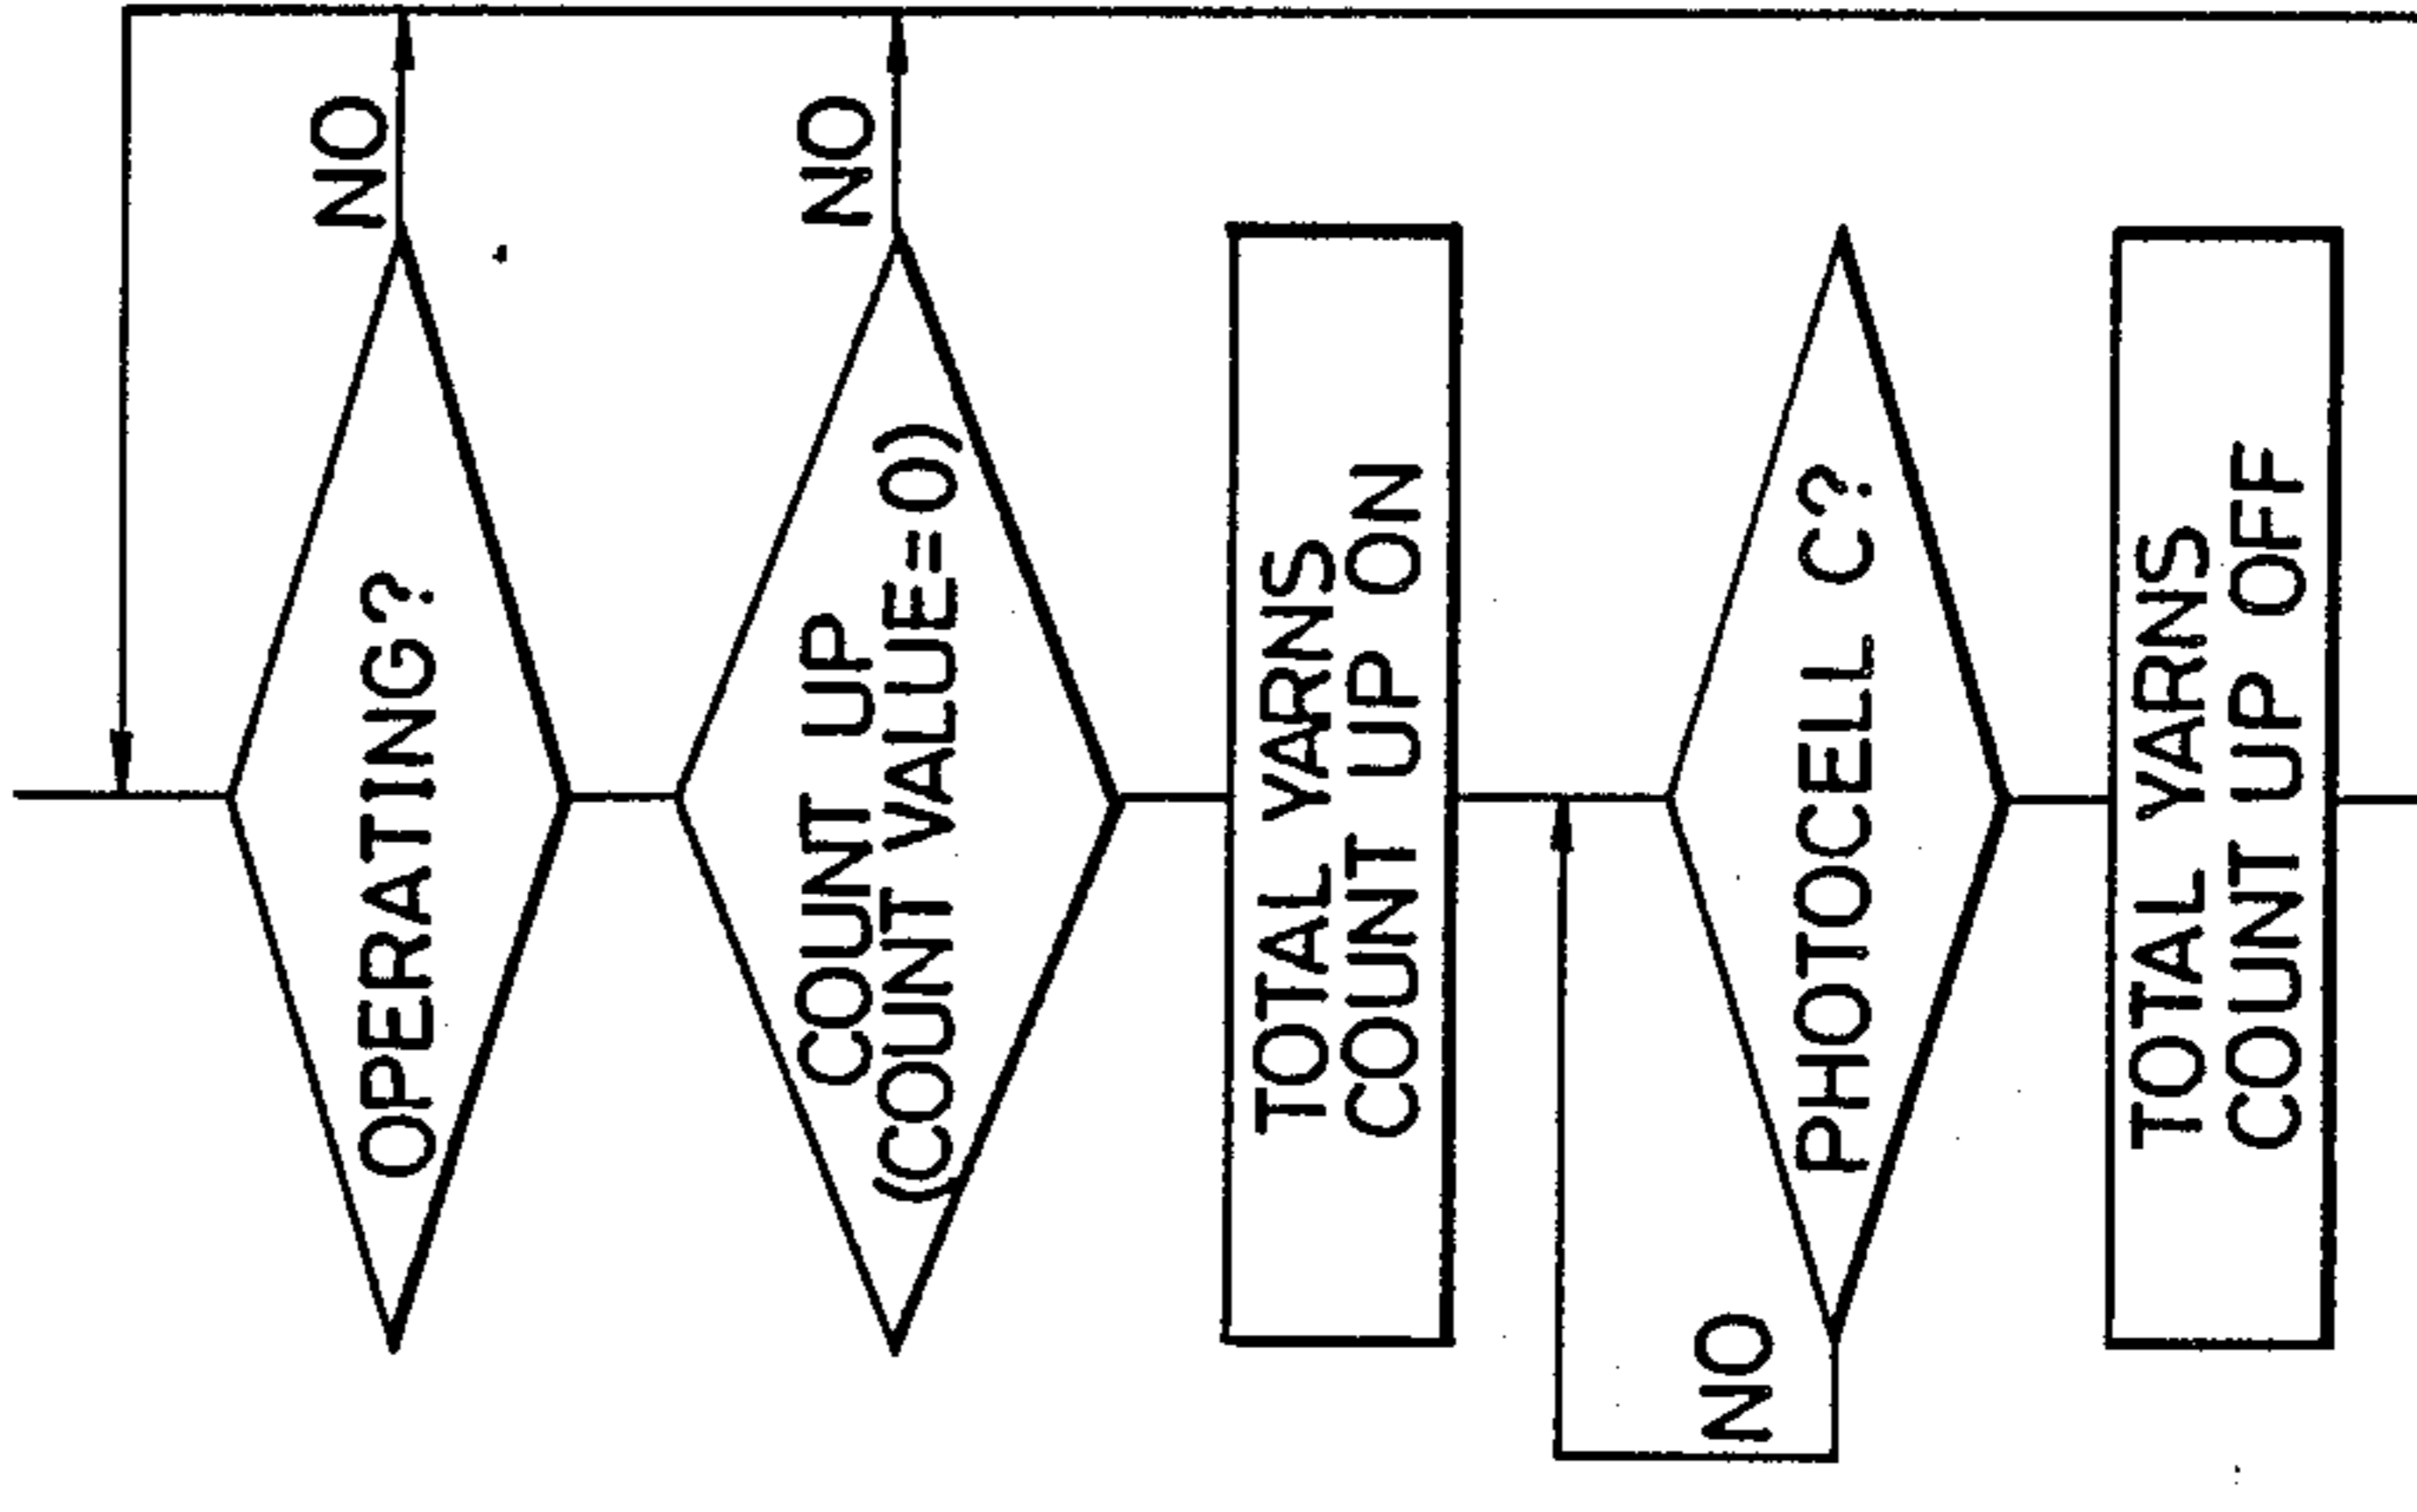 OPERATING?
NO
COUNT UP
(COUNT VALUE=0)
NO
TOTAL YARNS
COUNT UP ON
PHOTOCELL C?
NO
TOTAL YARNS
COUNT UP OFF